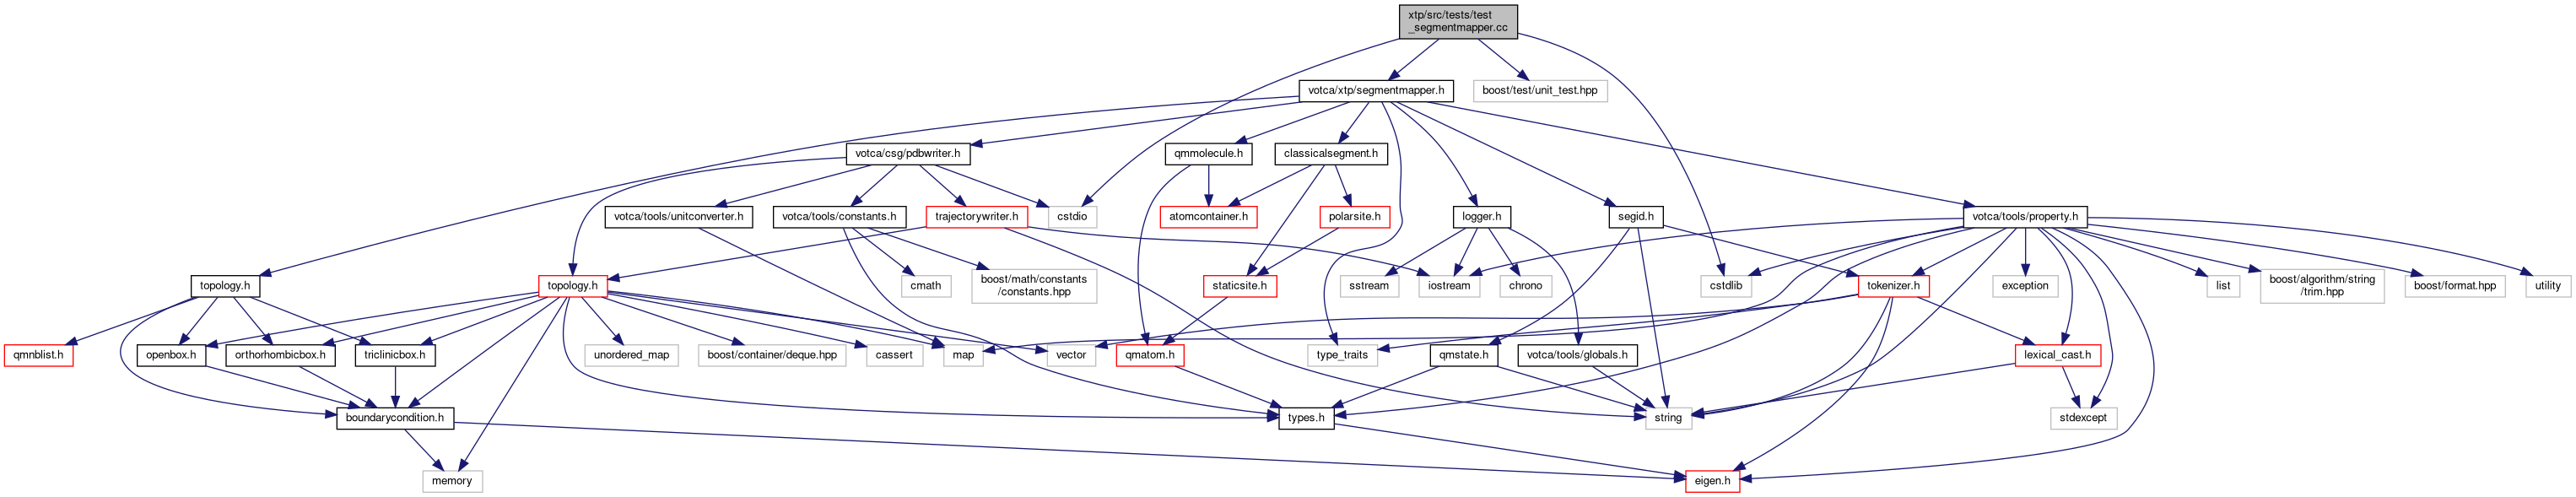 xtp/src/tests/test
_segmentmapper.cc
votca/xtp/segmentmapper.h
boost/test/unit_test.hpp
votca/csg/pdbwriter.h
qmmolecule.h
classicalsegment.h
votca/tools/unitconverter.h
votca/tools/constants.h
trajectorywriter.h
cstdio
atomcontainer.h
polarsite.h
logger.h
segid.h
votca/tools/property.h
topology.h
topology.h
cmath
boost/math/constants
/constants.hpp
staticsite.h
sstream
iostream
chrono
cstdlib
tokenizer.h
exception
list
boost/algorithm/string
/trim.hpp
boost/format.hpp
utility
qmnblist.h
openbox.h
orthorhombicbox.h
triclinicbox.h
unordered_map
boost/container/deque.hpp
cassert
map
vector
qmatom.h
type_traits
qmstate.h
votca/tools/globals.h
lexical_cast.h
boundarycondition.h
types.h
string
stdexcept
memory
eigen.h